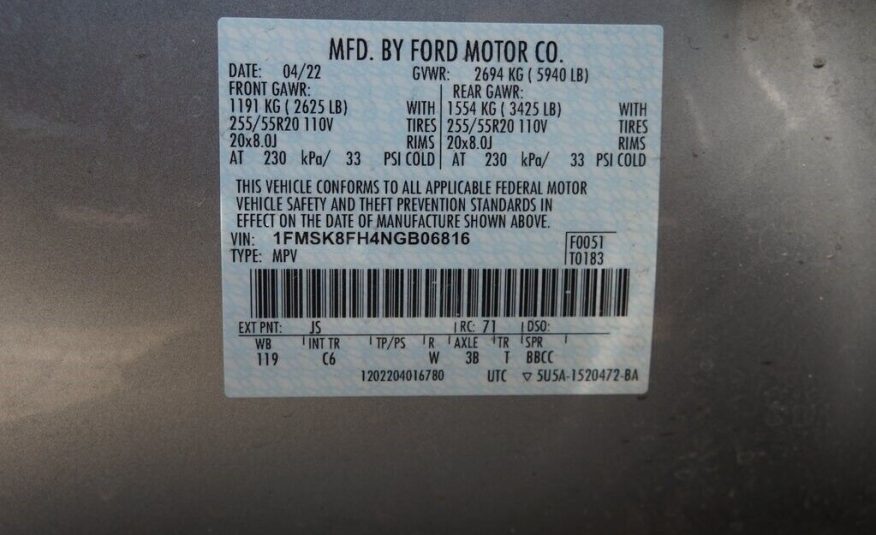 MFD. BY FORD MOTOR CO.
DATE: 04/22 GVWR: 2694 KG ( 5940 LB)
FRONT GAWR: REAR GAWR:
1191 KG ( 2625 LB) WITH 1554 KG ( 3425 LB) WITH
255/55R20 110V TIRES 255/55R20 110V TIRES
20x8.0J RIMS 20x8.0J RIMS
AT 230 kPa/ 33 PSI COLD AT 230 kPa/ 33 PSI COLD
THIS VEHICLE CONFORMS TO ALL APPLICABLE FEDERAL MOTOR
VEHICLE SAFETY AND THEFT PREVENTION STANDARDS IN
EFFECT ON THE DATE OF MANUFACTURE SHOWN ABOVE.
VIN: 1FMSK8FH4NGB06816 F0051
TYPE: MPV T0183
EXT PNT: JS RC: 71 DSO:
WB INT TR TP/PS R AXLE TR SPR
119 C6 W 3B T BBCC
1202204016780 UTC ▽ 5U5A-1520472-BA